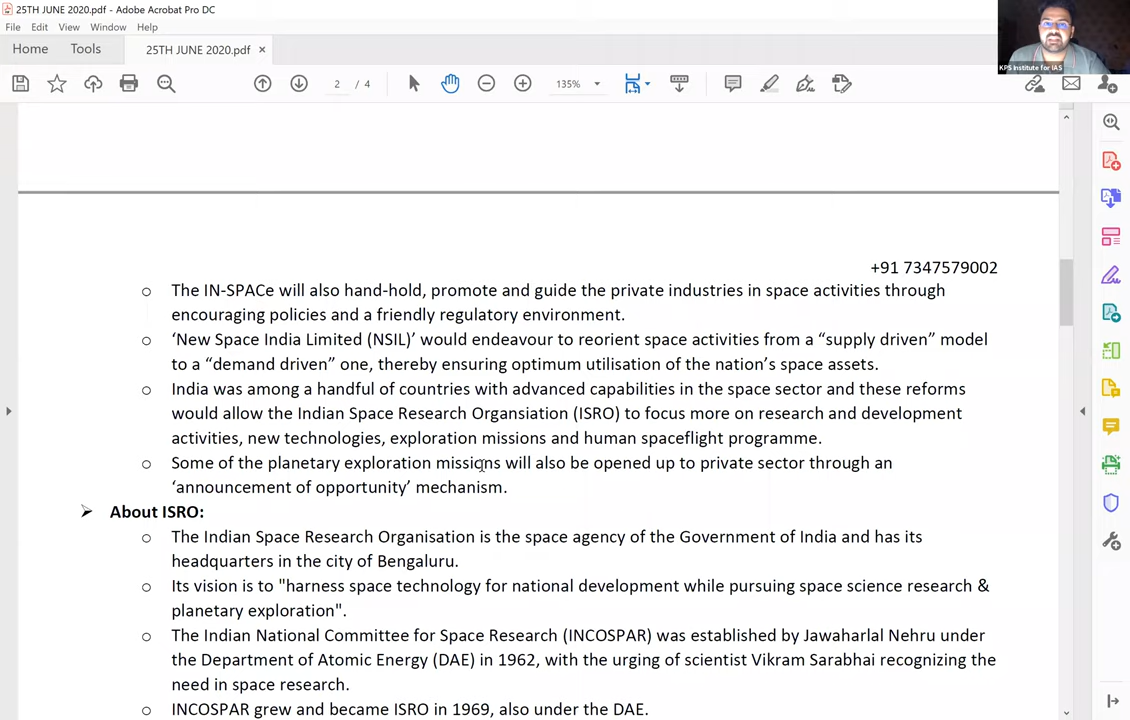 25TH JUNE 2020.pdf - Adobe Acrobat Pro DC
File Edit View Window Help
Home Tools 25TH JUNE 2020.pdf ×
2 / 4 135%
KPS Institute for IAS
+91 7347579002
o The IN-SPACe will also hand-hold, promote and guide the private industries in space activities through
encouraging policies and a friendly regulatory environment.
o ‘New Space India Limited (NSIL)’ would endeavour to reorient space activities from a “supply driven” model
to a “demand driven” one, thereby ensuring optimum utilisation of the nation’s space assets.
o India was among a handful of countries with advanced capabilities in the space sector and these reforms
would allow the Indian Space Research Organsiation (ISRO) to focus more on research and development
activities, new technologies, exploration missions and human spaceflight programme.
o Some of the planetary exploration missions will also be opened up to private sector through an
‘announcement of opportunity’ mechanism.
➢ About ISRO:
o The Indian Space Research Organisation is the space agency of the Government of India and has its
headquarters in the city of Bengaluru.
o Its vision is to "harness space technology for national development while pursuing space science research &
planetary exploration".
o The Indian National Committee for Space Research (INCOSPAR) was established by Jawaharlal Nehru under
the Department of Atomic Energy (DAE) in 1962, with the urging of scientist Vikram Sarabhai recognizing the
need in space research.
o INCOSPAR grew and became ISRO in 1969, also under the DAE.